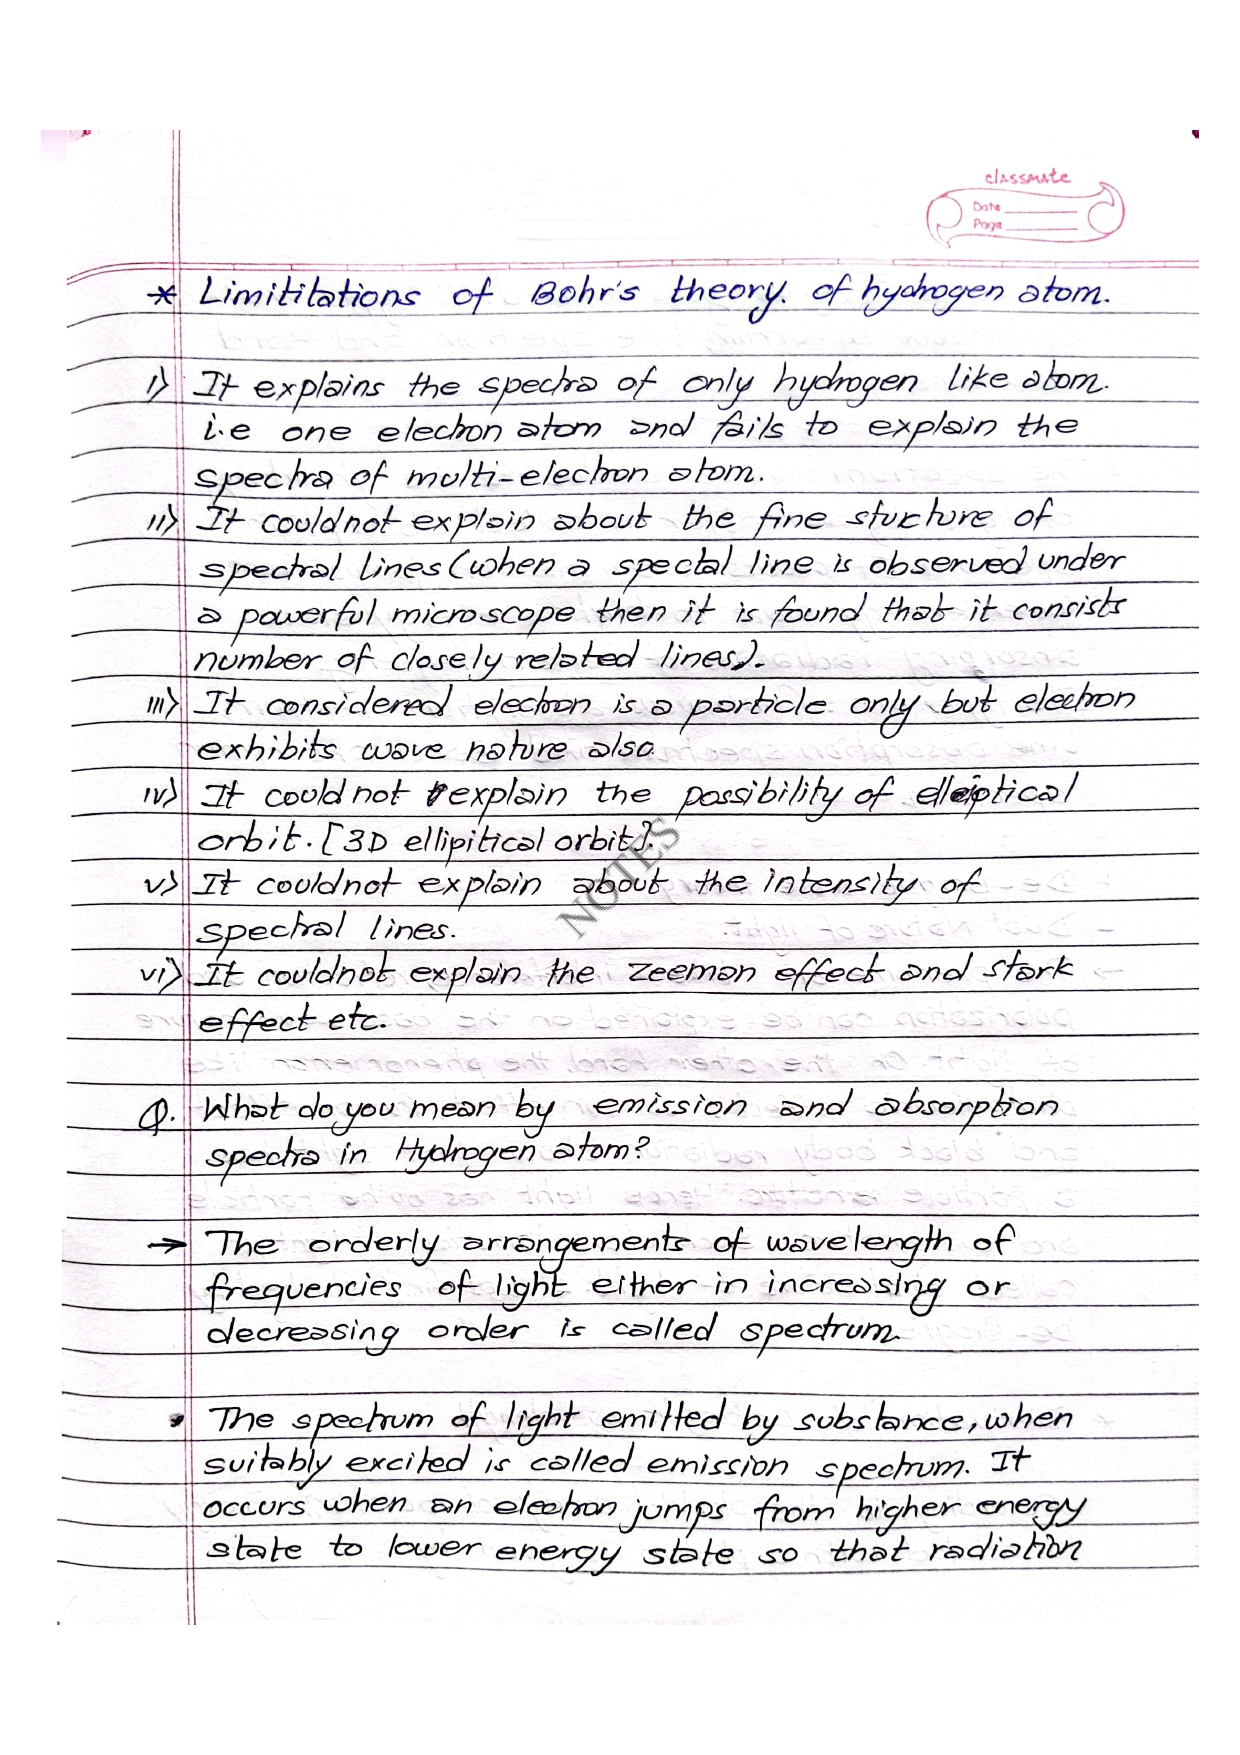 classmate
Date
Page
* Limititations of Bohr's theory. of hydrogen atom.
i) It explains the spectra of only hydrogen like atom.
i.e one electron atom and fails to explain the
spectra of multi-electron atom.
ii) It couldnot explain about the fine stucture of
spectral lines (when a spectal line is observed under
a powerful microscope then it is found that it consists
number of closely related lines).
iii) It considered electron is a particle only but electron
exhibits wave nature also.
iv) It could not explain the possibility of elleiptical
orbit. [3D ellipitical orbit].
v) It couldnot explain about the intensity of
spectral lines.
vi) It couldnot explain the zeeman effect and stark
effect etc.
NOTES
Q. What do you mean by emission and absorption
spectra in Hydrogen atom?
→ The orderly arrangements of wavelength of
frequencies of light either in increasing or
decreasing order is called spectrum.
• The spectrum of light emitted by substance, when
suitably excited is called emission spectrum. It
occurs when an electron jumps from higher energy
state to lower energy state so that radiation